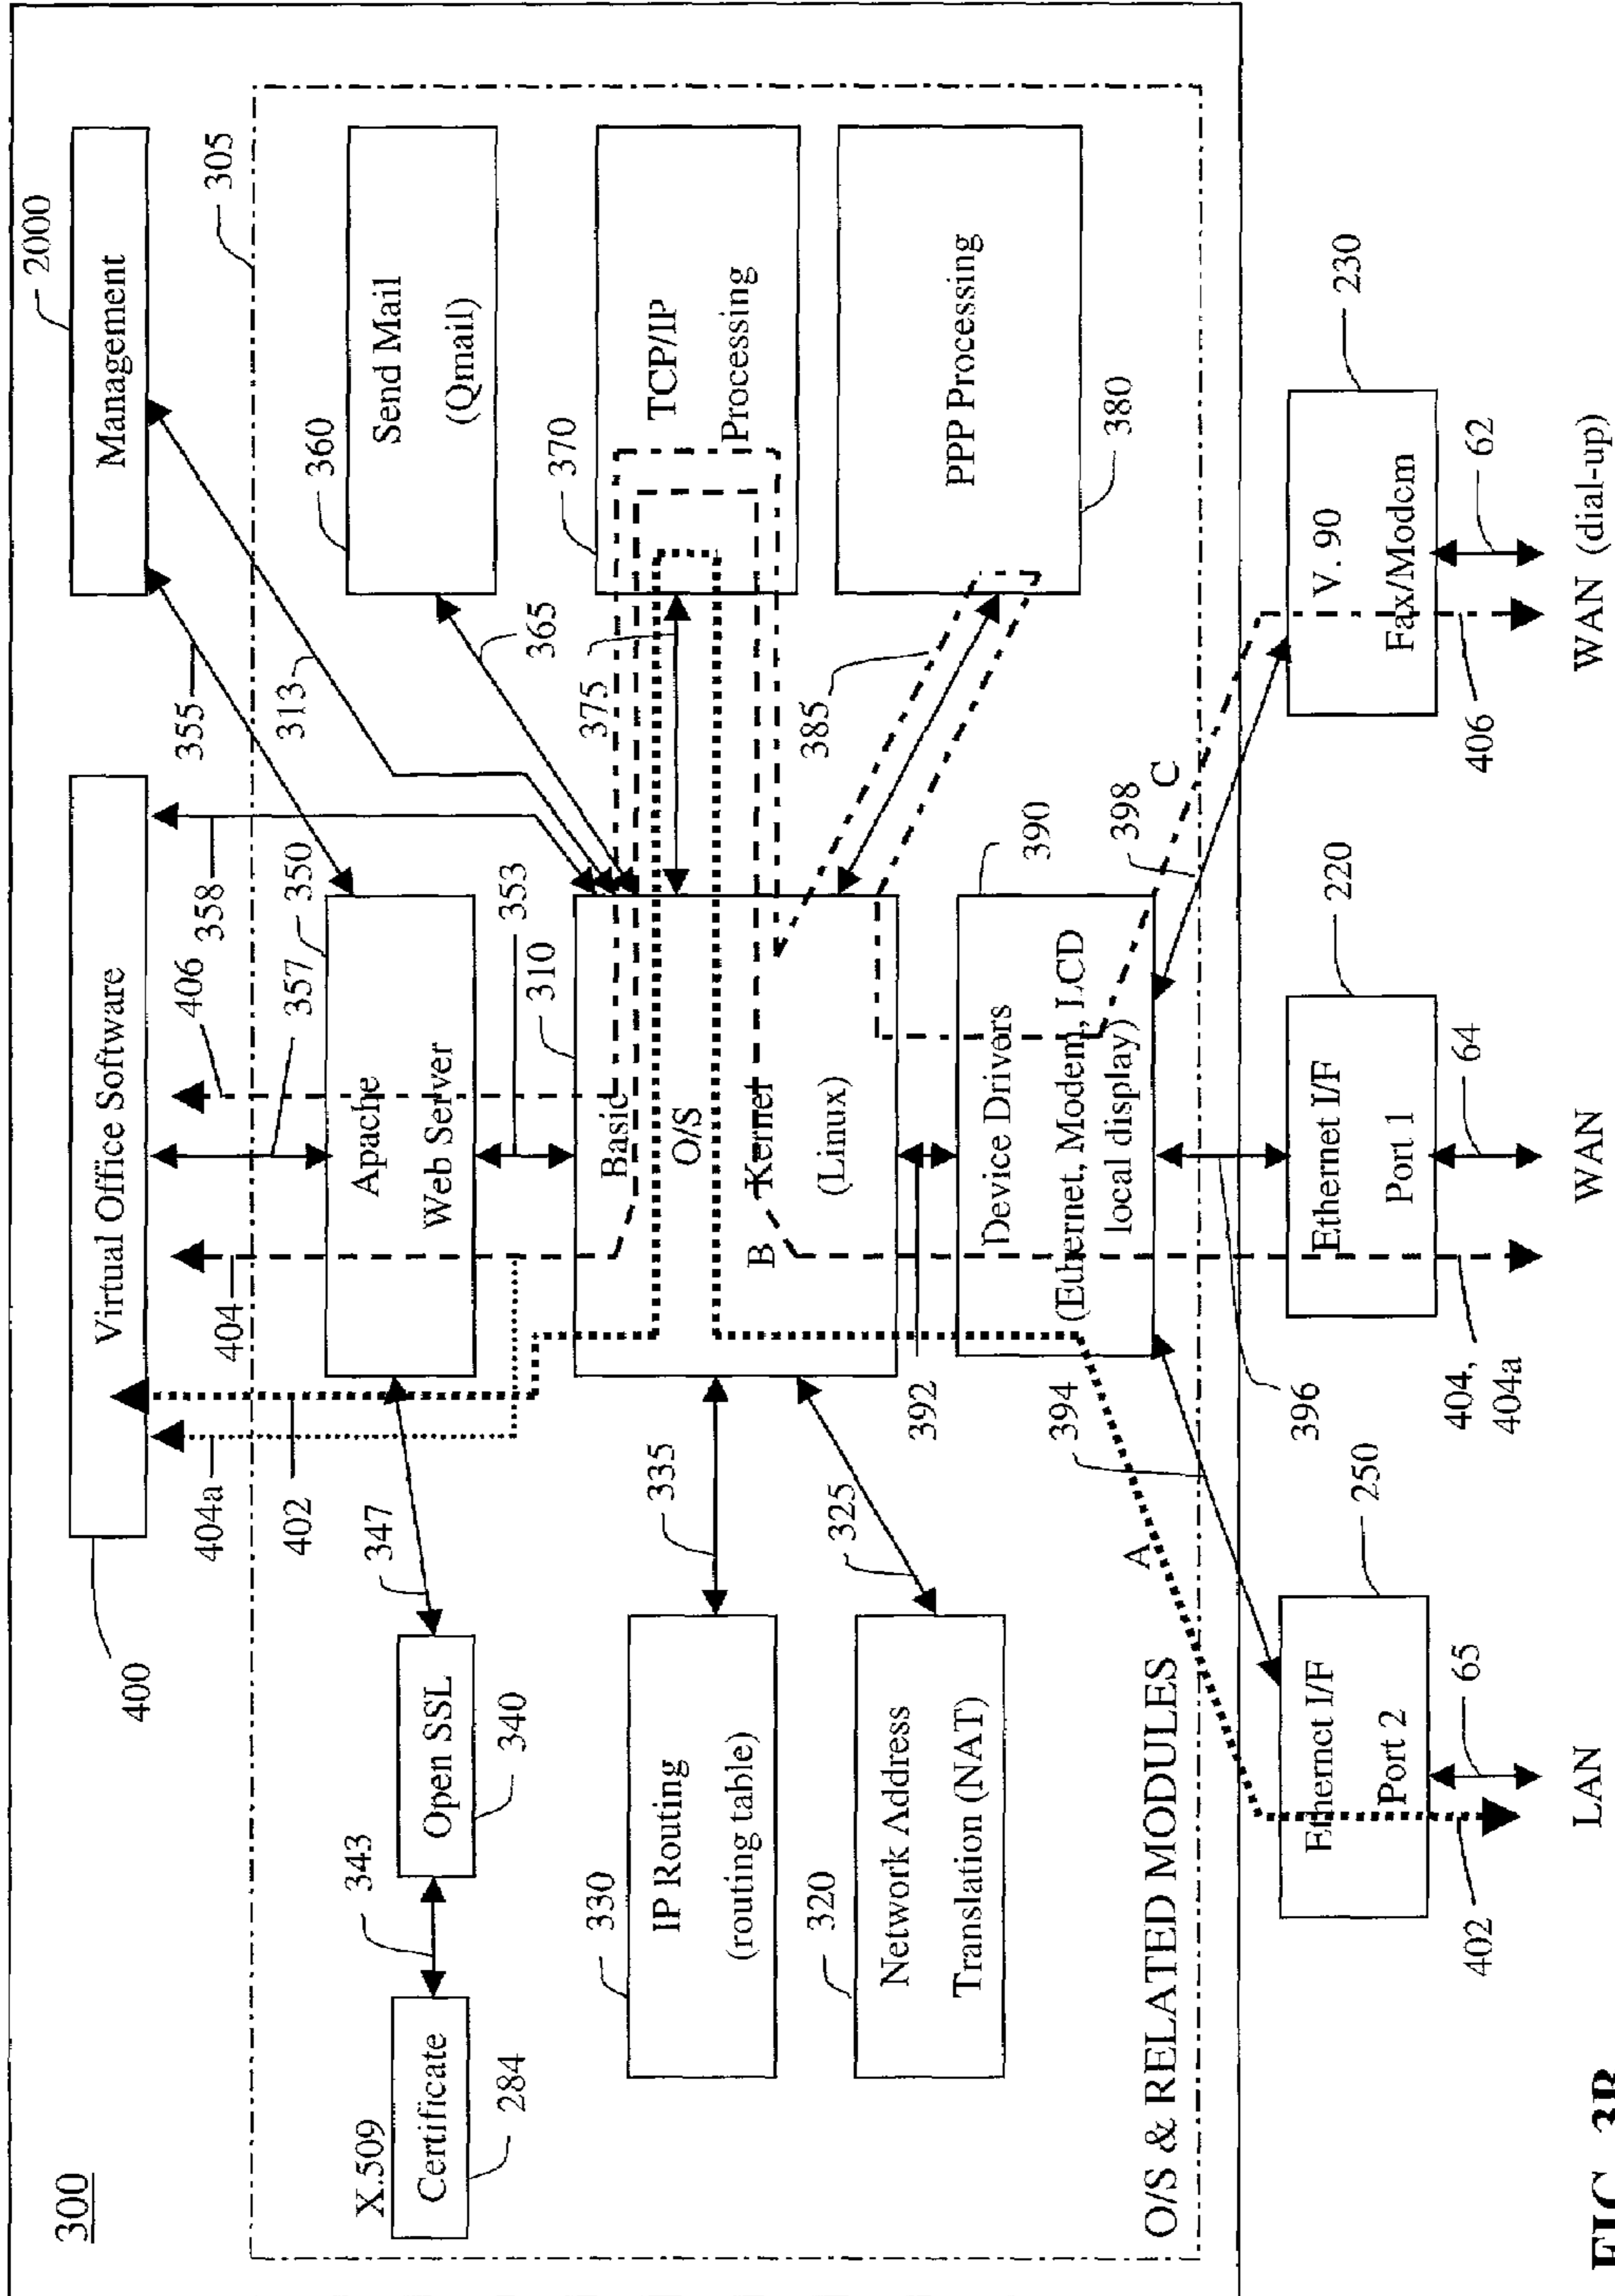 300
400
Virtual Office Software
2000
Management
404a
402
404
406
357
358
350
355
313
305
X.509
Certificate
284
343
Open SSL
340
347
Apache
Web Server
353
310
360
Send Mail
(Qmail)
365
330
IP Routing
(routing table)
335
Basic
O/S
Kernel
(Linux)
B
375
370
TCP/IP
Processing
320
Network Address
Translation (NAT)
325
392
385
PPP Processing
380
390
Device Drivers
(Ethernet, Modem, LCD
local display)
394
A
396
398
C
O/S & RELATED MODULES
250
Ethernet I/F
Port 2
220
Ethernet I/F
Port 1
230
V. 90
Fax/Modem
402
65
404,
404a
64
406
62
LAN
WAN
WAN (dial-up)
FIG. 3B